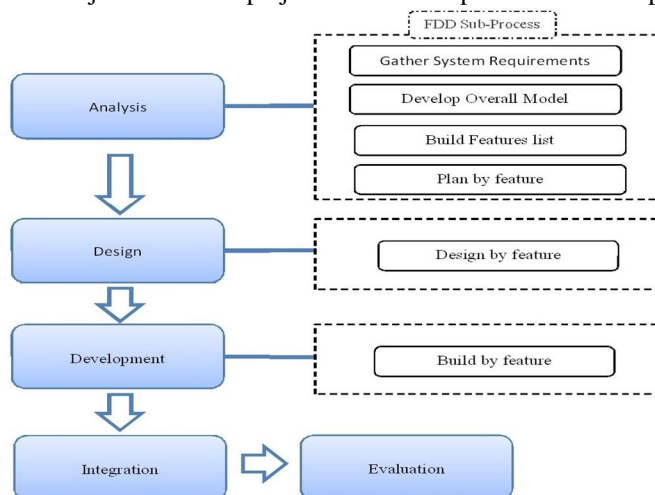 FDD Sub-Process
Gather System Requirements
Analysis
Develop Overall Model
Build Features list
Plan by feature
Design
Design by feature
Development
Build by feature
Integration
Evaluation